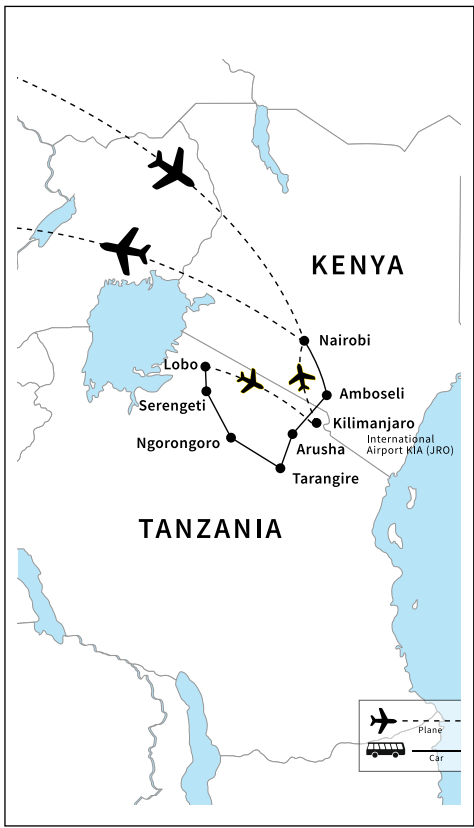 KENYA
Nairobi
Lobo
Serengeti
Amboseli
Kilimanjaro
International
Airport KIA (JRO)
Ngorongoro
Arusha
Tarangire
TANZANIA
Plane
Car